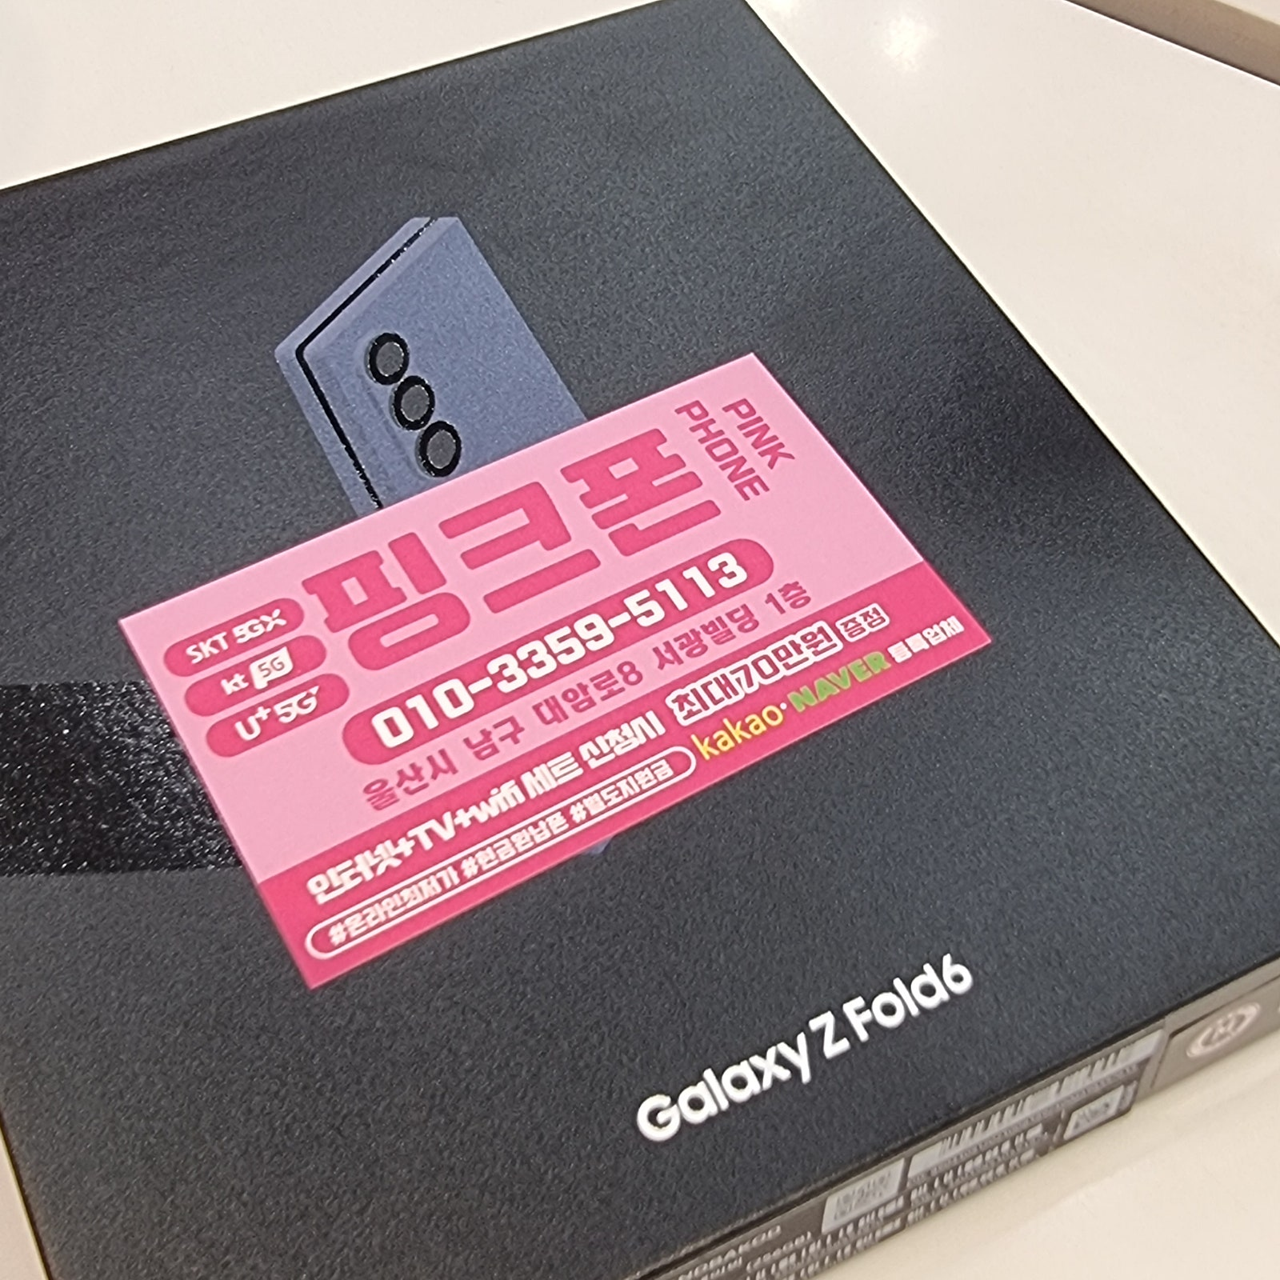 PINK
PHONE
핑크폰
SKT 5GX
kt 5G
U+5G
010-3359-5113
울산시 남구 대암로8 서광빌딩 1층
인터넷+TV+wifi 세트 신청시 최대70만원 증정
#온라인최저가 #현금완납폰 #별도지원금
kakao·NAVER 등록업체
Galaxy Z Fold6